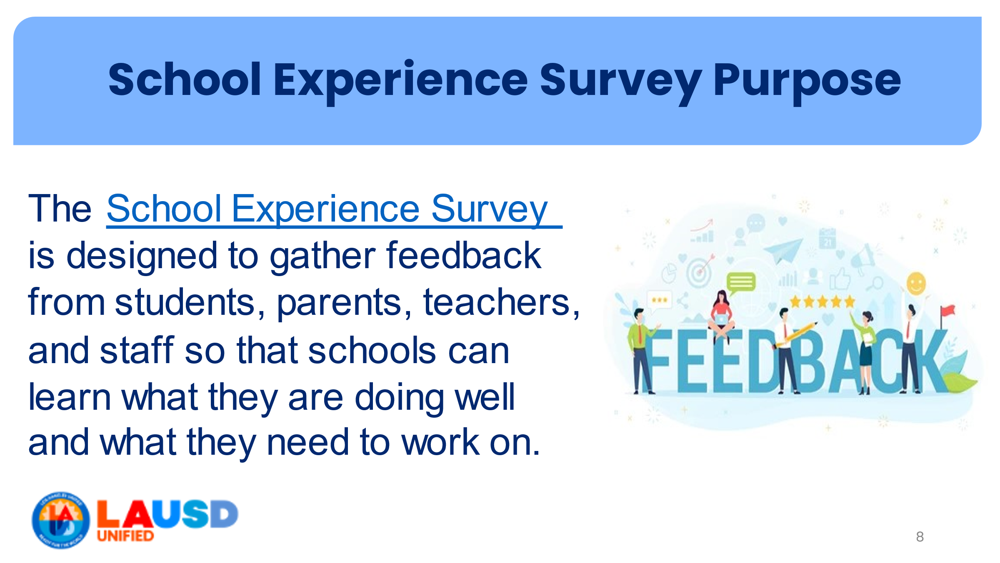 School Experience Survey Purpose
The School Experience Survey
is designed to gather feedback
from students, parents, teachers,
and staff so that schools can
learn what they are doing well
and what they need to work on.
21
FEEDBACK
LAUSD
UNIFIED
8